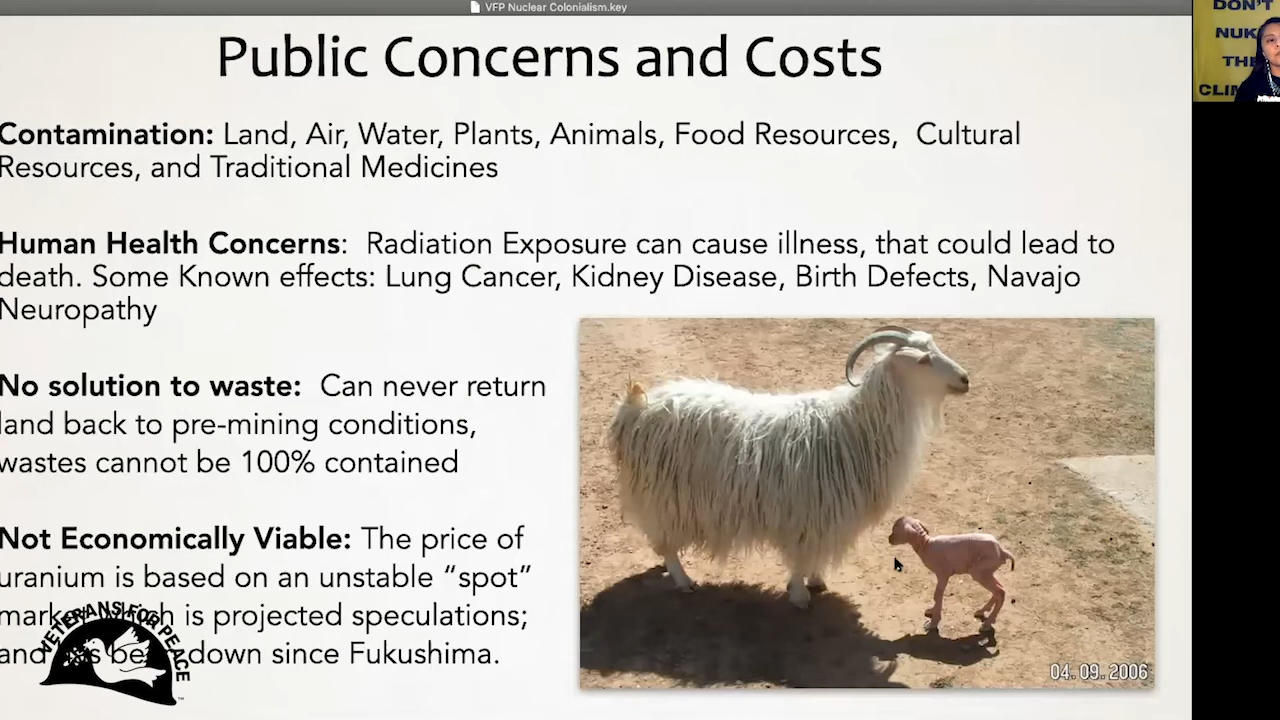 VFP Nuclear Colonialism.key
Public Concerns and Costs
Contamination: Land, Air, Water, Plants, Animals, Food Resources, Cultural
Resources, and Traditional Medicines
Human Health Concerns: Radiation Exposure can cause illness, that could lead to
death. Some Known effects: Lung Cancer, Kidney Disease, Birth Defects, Navajo
Neuropathy
No solution to waste: Can never return
land back to pre-mining conditions,
wastes cannot be 100% contained
Not Economically Viable: The price of
uranium is based on an unstable “spot”
is projected speculations;
and down since Fukushima.
VETERANS FOR PEACE
04.09.2006
DON'T
THE